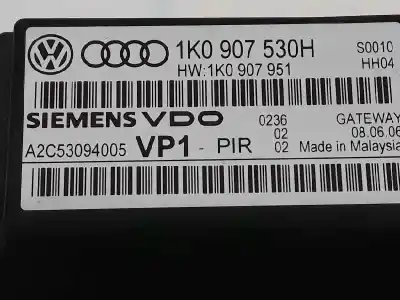 1K0 907 530H S0010
HW:1K0 907 951 HH04
SIEMENS VDO 0236 GATEWAY
02 08.06.06
A2C53094005 VP1 - PIR 02 Made in Malaysia